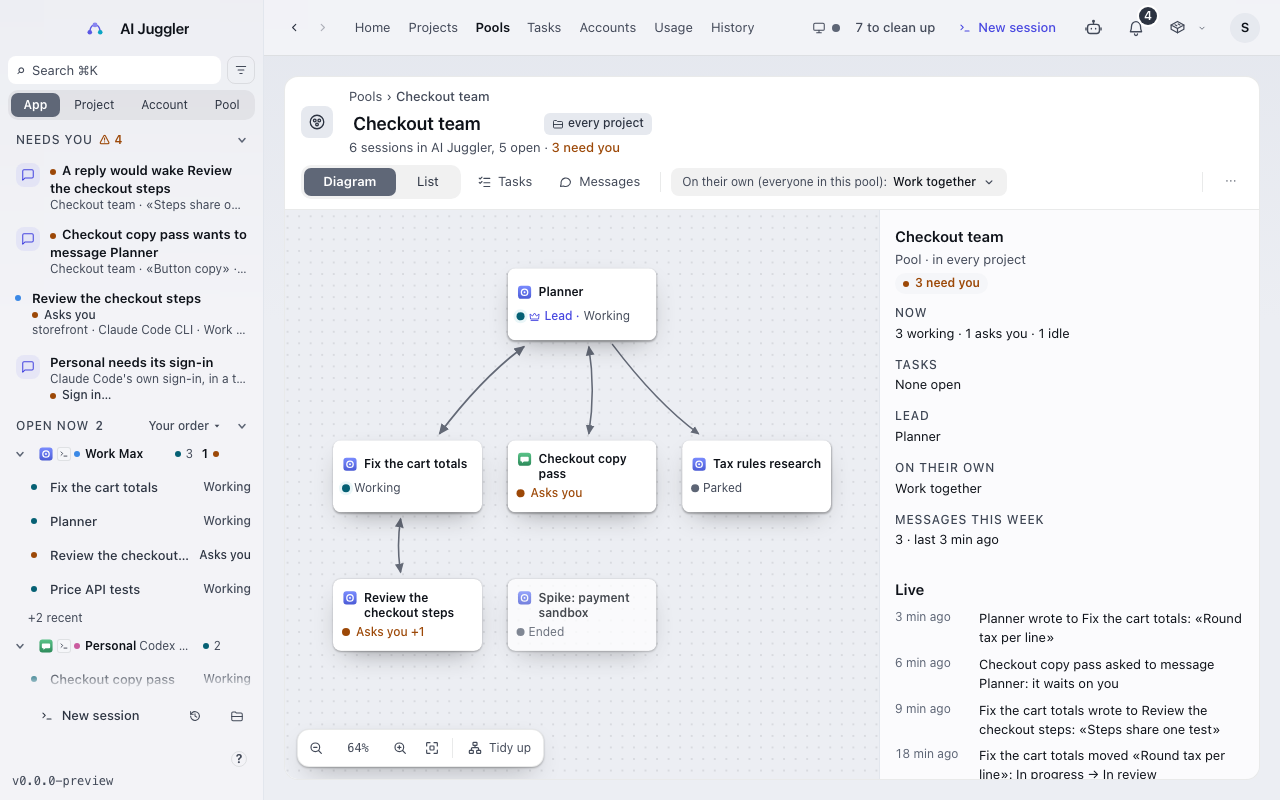 AI Juggler
Search ⌘K
App Project Account Pool
NEEDS YOU 4
A reply would wake Review
the checkout steps
Checkout team · «Steps share o…
Checkout copy pass wants to
message Planner
Checkout team · «Button copy» ·…
Review the checkout steps
Asks you
storefront · Claude Code CLI · Work …
Personal needs its sign-in
Claude Code's own sign-in, in a t…
Sign in…
OPEN NOW 2 Your order
Work Max 3 1
Fix the cart totals Working
Planner Working
Review the checkout… Asks you
Price API tests Working
+2 recent
Personal Codex … 2
Checkout copy pass Working
New session
?
v0.0.0-preview
Home Projects Pools Tasks Accounts Usage History
7 to clean up
New session
4
S
Pools › Checkout team
Checkout team every project
6 sessions in AI Juggler, 5 open · 3 need you
Diagram List Tasks Messages On their own (everyone in this pool): Work together …
Planner
Lead · Working
Fix the cart totals
Working
Checkout copy
pass
Asks you
Tax rules research
Parked
Review the
checkout steps
Asks you +1
Spike: payment
sandbox
Ended
64% Tidy up
Checkout team
Pool · in every project
3 need you
NOW
3 working · 1 asks you · 1 idle
TASKS
None open
LEAD
Planner
ON THEIR OWN
Work together
MESSAGES THIS WEEK
3 · last 3 min ago
Live
3 min ago Planner wrote to Fix the cart totals: «Round
tax per line»
6 min ago Checkout copy pass asked to message
Planner: it waits on you
9 min ago Fix the cart totals wrote to Review the
checkout steps: «Steps share one test»
18 min ago Fix the cart totals moved «Round tax per
line»: In progress → In review